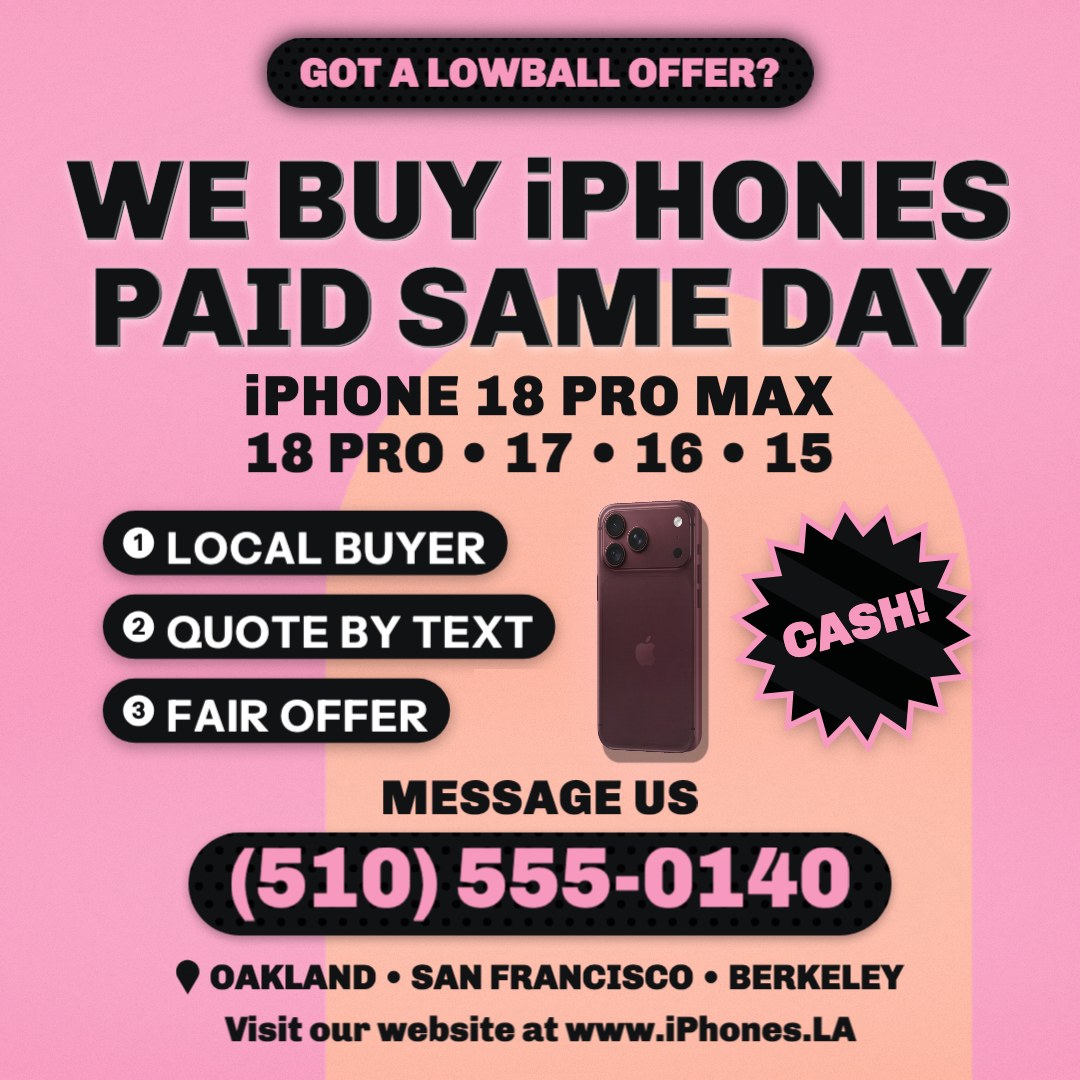 GOT A LOWBALL OFFER?
WE BUY iPHONES
PAID SAME DAY
iPHONE 18 PRO MAX
18 PRO • 17 • 16 • 15
1 LOCAL BUYER
2 QUOTE BY TEXT
3 FAIR OFFER
CASH!
MESSAGE US
(510) 555-0140
OAKLAND • SAN FRANCISCO • BERKELEY
Visit our website at www.iPhones.LA